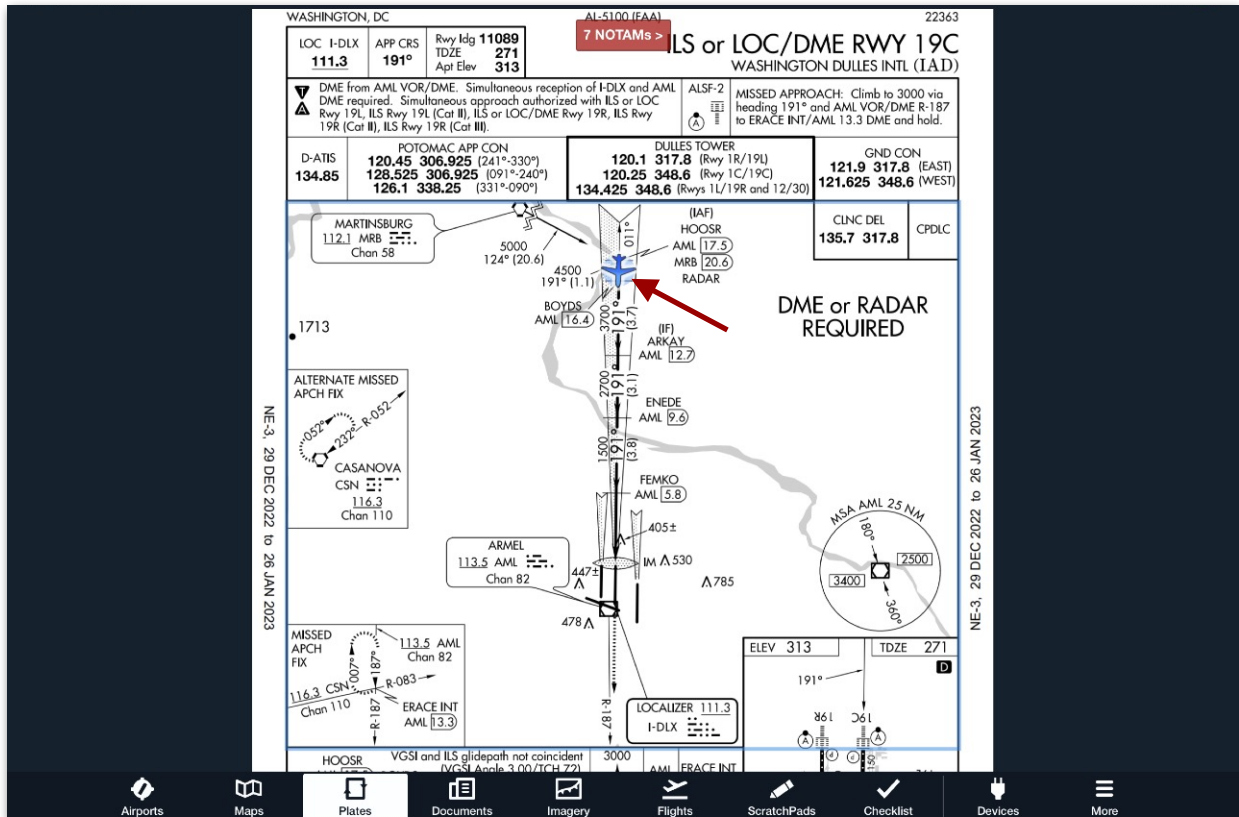 WASHINGTON, DC
AL-5100 (FAA)
22363
7 NOTAMs >
LOC I-DLX
111.3
APP CRS
191°
Rwy ldg 11089
TDZE 271
Apt Elev 313
ILS or LOC/DME RWY 19C
WASHINGTON DULLES INTL (IAD)
T
A
DME from AML VOR/DME. Simultaneous reception of I-DLX and AML
DME required. Simultaneous approach authorized with ILS or LOC
Rwy 19L, ILS Rwy 19L (Cat II), ILS or LOC/DME Rwy 19R, ILS Rwy
19R (Cat II), ILS Rwy 19R (Cat III).
ALSF-2
A
MISSED APPROACH: Climb to 3000 via
heading 191° and AML VOR/DME R-187
to ERACE INT/AML 13.3 DME and hold.
D-ATIS
134.85
POTOMAC APP CON
120.45 306.925 (241°-330°)
128.525 306.925 (091°-240°)
126.1 338.25 (331°-090°)
DULLES TOWER
120.1 317.8 (Rwy 1R/19L)
120.25 348.6 (Rwy 1C/19C)
134.425 348.6 (Rwys 1L/19R and 12/30)
GND CON
121.9 317.8 (EAST)
121.625 348.6 (WEST)
CLNC DEL
135.7 317.8
CPDLC
MARTINSBURG
112.1 MRB
Chan 58
5000
124° (20.6)
011°
(IAF)
HOOSR
AML 17.5
MRB 20.6
RADAR
4500
191° (1.1)
BOYDS
AML 16.4
3700
191°
(3.7)
DME or RADAR
REQUIRED
1713
(IF)
ARKAY
AML 12.7
2700
191°
(3.1)
ENEDE
AML 9.6
1500
191°
(3.8)
FEMKO
AML 5.8
405±
IM
530
447±
785
478
ALTERNATE MISSED
APCH FIX
052°
232°
R-052
CASANOVA
CSN
116.3
Chan 110
ARMEL
113.5 AML
Chan 82
MSA AML 25 NM
180°
2500
3400
360°
NE-3, 29 DEC 2022 to 26 JAN 2023
NE-3, 29 DEC 2022 to 26 JAN 2023
MISSED
APCH
FIX
113.5 AML
Chan 82
007°
187°
116.3 CSN
Chan 110
R-083
R-187
ERACE INT
AML 13.3
R-187
LOCALIZER 111.3
I-DLX
ELEV 313
TDZE 271
D
191°
19R
19C
A
A
P
P
HOOSR
VGSI and ILS glidepath not coincident
(VGSI Angle 3.00/TCH 72)
3000
AML
ERACE INT
Airports
Maps
Plates
Documents
Imagery
Flights
ScratchPads
Checklist
Devices
More